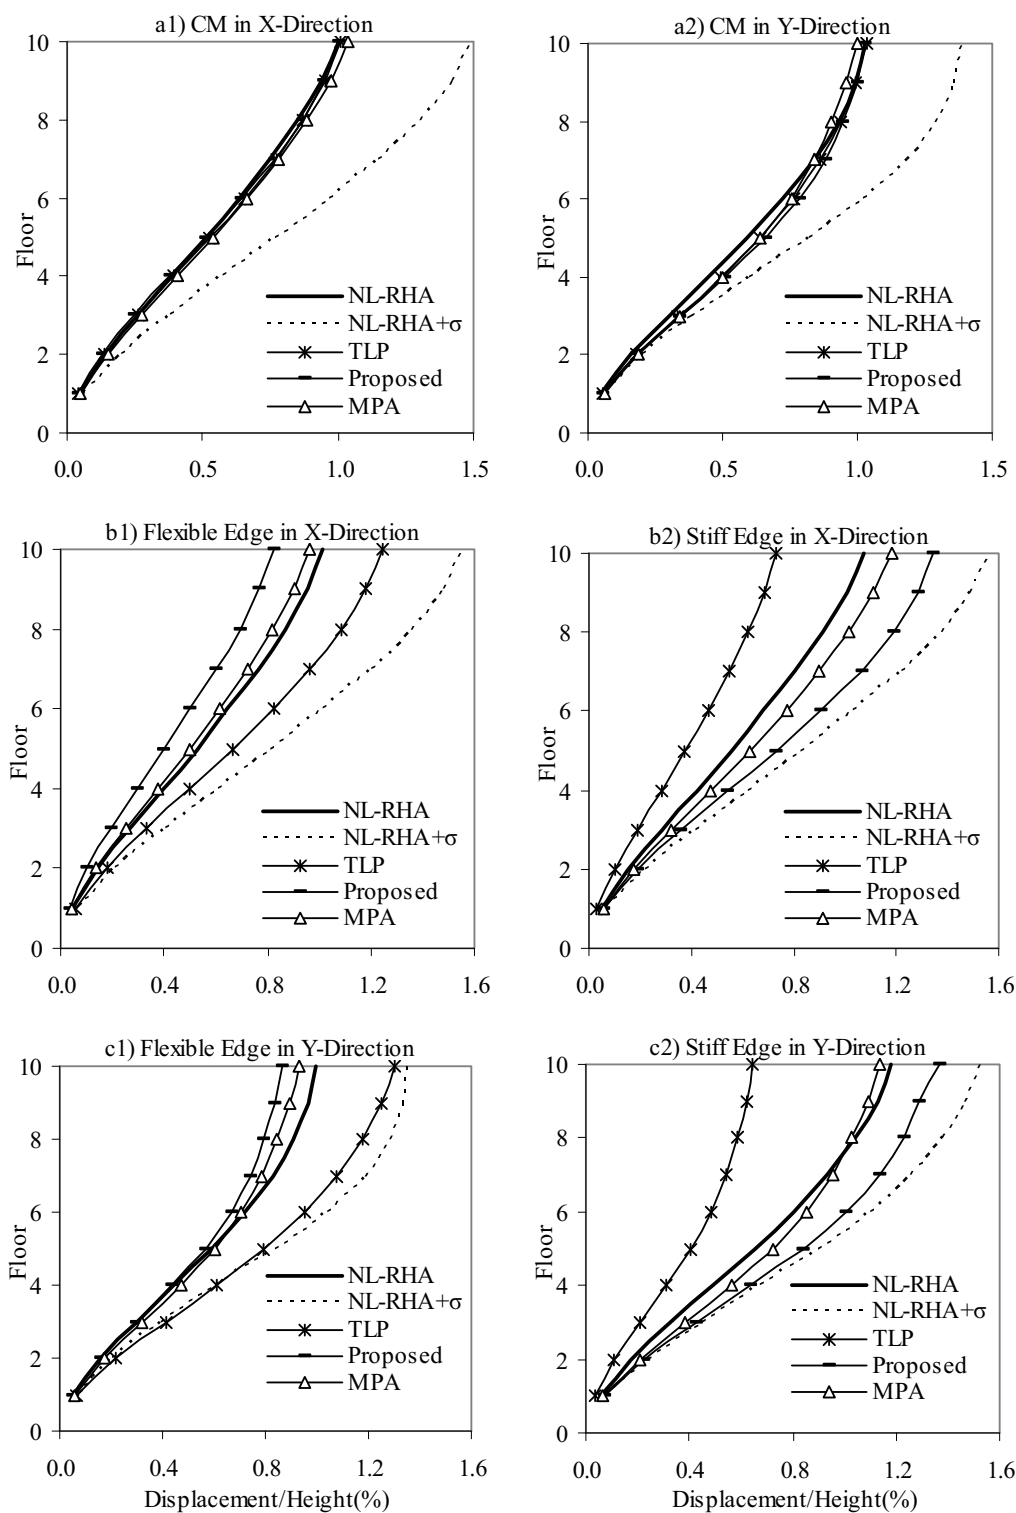 a1) CM in X-Direction
10
8
6
4
2
0
Floor
0.0 0.5 1.0 1.5
NL-RHA
NL-RHA+σ
TLP
Proposed
MPA
a2) CM in Y-Direction
10
8
6
4
2
0
Floor
0.0 0.5 1.0 1.5
NL-RHA
NL-RHA+σ
TLP
Proposed
MPA
b1) Flexible Edge in X-Direction
10
8
6
4
2
0
Floor
0.0 0.4 0.8 1.2 1.6
NL-RHA
NL-RHA+σ
TLP
Proposed
MPA
b2) Stiff Edge in X-Direction
10
8
6
4
2
0
Floor
0.0 0.4 0.8 1.2 1.6
NL-RHA
NL-RHA+σ
TLP
Proposed
MPA
c1) Flexible Edge in Y-Direction
10
8
6
4
2
0
Floor
0.0 0.4 0.8 1.2 1.6
Displacement/Height(%)
NL-RHA
NL-RHA+σ
TLP
Proposed
MPA
c2) Stiff Edge in Y-Direction
10
8
6
4
2
0
Floor
0.0 0.4 0.8 1.2 1.6
Displacement/Height(%)
NL-RHA
NL-RHA+σ
TLP
Proposed
MPA